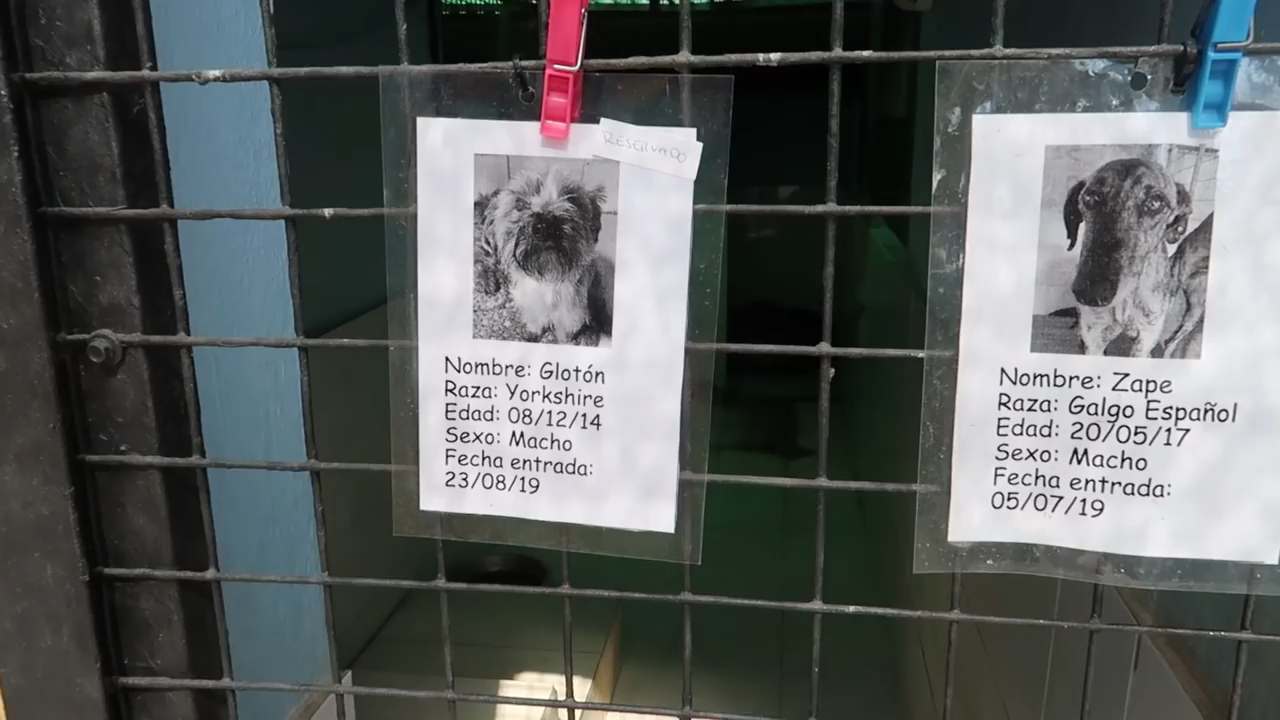 RESERVADO
Nombre: Glotón
Raza: Yorkshire
Edad: 08/12/14
Sexo: Macho
Fecha entrada:
23/08/19
Nombre: Zape
Raza: Galgo Español
Edad: 20/05/17
Sexo: Macho
Fecha entrada:
05/07/19